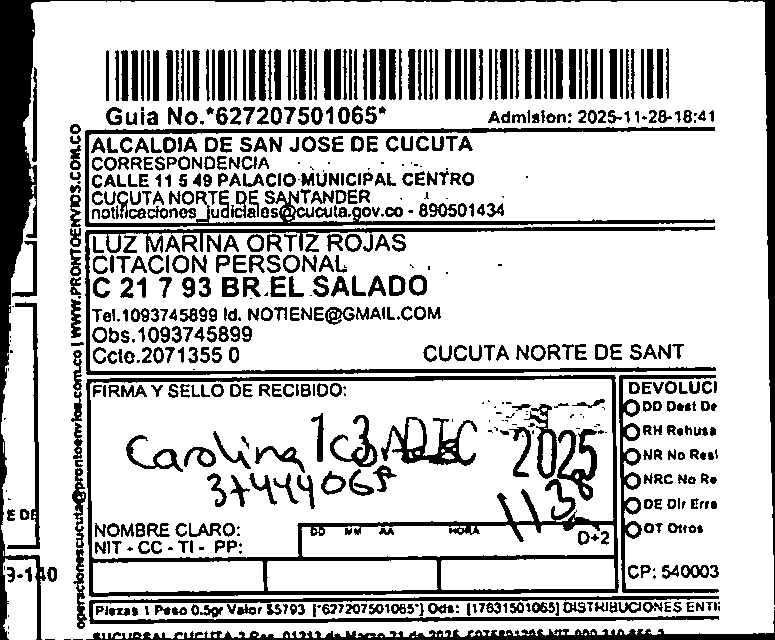 Guia No.*627207501065*
Admision: 2025-11-28-18:41
operacionescucuta@prontoenvios.com.co | WWW.PRONTOENVIOS.COM.CO
ALCALDIA DE SAN JOSE DE CUCUTA
CORRESPONDENCIA
CALLE 11 5 49 PALACIO MUNICIPAL CENTRO
CUCUTA NORTE DE SANTANDER
notificaciones_judiciales@cucuta.gov.co - 890501434
LUZ MARINA ORTIZ ROJAS
CITACION PERSONAL
C 21 7 93 BR.EL SALADO
Tel.1093745899 Id. NOTIENE@GMAIL.COM
Obs.1093745899
Ccto.2071355 0
CUCUTA NORTE DE SANT
FIRMA Y SELLO DE RECIBIDO:
Carolina
2025
NOMBRE CLARO:
NIT - CC - TI - PP:
DD MM AA HORA
D+2
DEVOLUCI
DD Dest De
RH Rehusa
NR No Resi
NRC No Re
DE Dir Erra
OT Otros
CP: 540003
E DE
3-140
Piezas 1 Peso 0.5gr Valor $5793 [*627207501065*] Ods: [17631501065] DISTRIBUCIONES ENTI